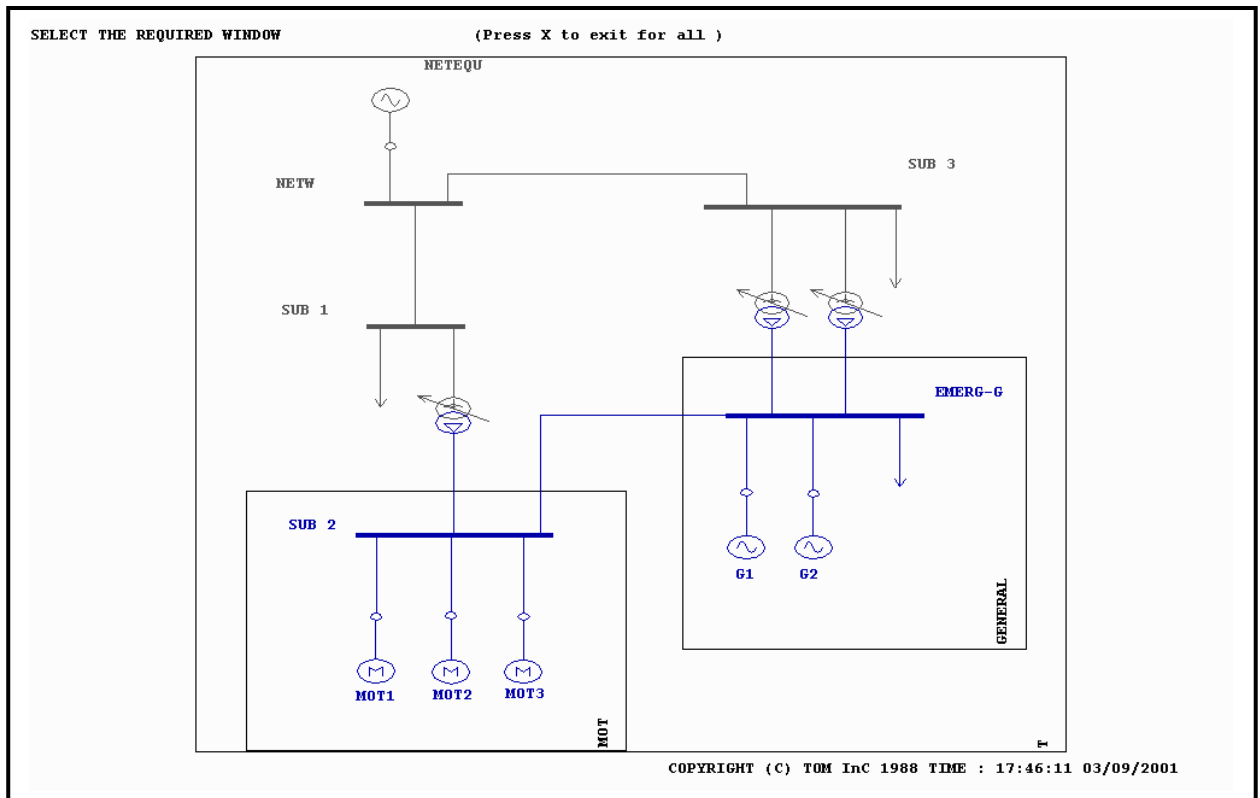 SELECT THE REQUIRED WINDOW (Press X to exit for all )
NETEQU
SUB 3
NETW
SUB 1
EMERG-G
SUB 2
G1 G2
GENERAL
M M M
MOT1 MOT2 MOT3
MOT
T
COPYRIGHT (C) TOM InC 1988 TIME : 17:46:11 03/09/2001